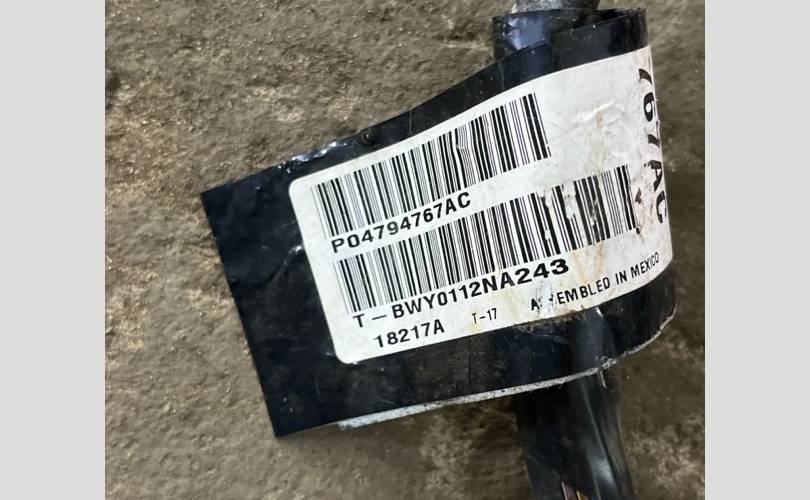 P04794767AC
T-BWY0112NA243
18217A T-17 ASSEMBLED IN MEXICO
767AC